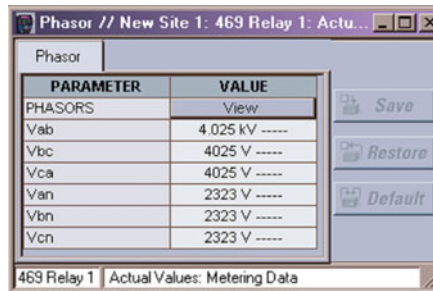 Phasor // New Site 1: 469 Relay 1: Actu...
Phasor
PARAMETER VALUE
PHASORS View
Vab 4.025 kV -----
Vbc 4025 V -----
Vca 4025 V -----
Van 2323 V -----
Vbn 2323 V -----
Vcn 2323 V -----
Save
Restore
Default
469 Relay 1 Actual Values: Metering Data